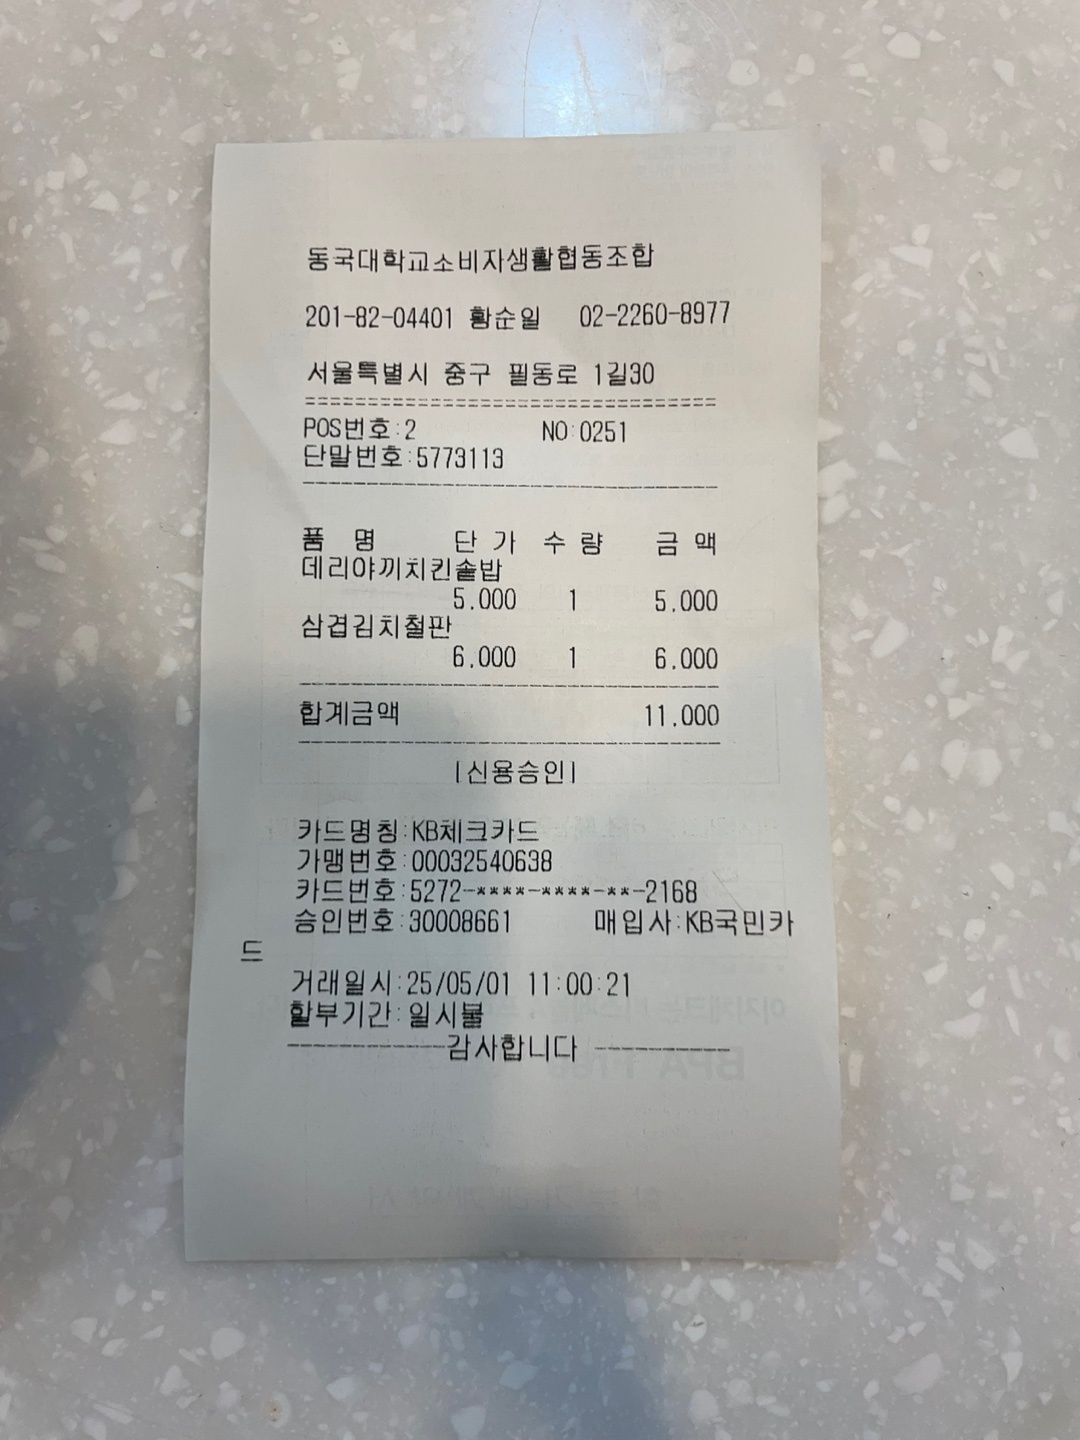 동국대학교소비자생활협동조합
201-82-04401 황순일 02-2260-8977
서울특별시 중구 필동로 1길30
=================================
POS번호:2 NO:0251
단말번호:5773113
품 명 단 가 수 량 금 액
데리야끼치킨솥밥
5.000 1 5.000
삼겹김치철판
6.000 1 6.000
합계금액 11.000
[신용승인]
카드명칭:KB체크카드
가맹번호:00032540638
카드번호:5272-****-****-**-2168
승인번호:30008661 매입사:KB국민카
드
거래일시:25/05/01 11:00:21
할부기간:일시불
------------감사합니다 ----------